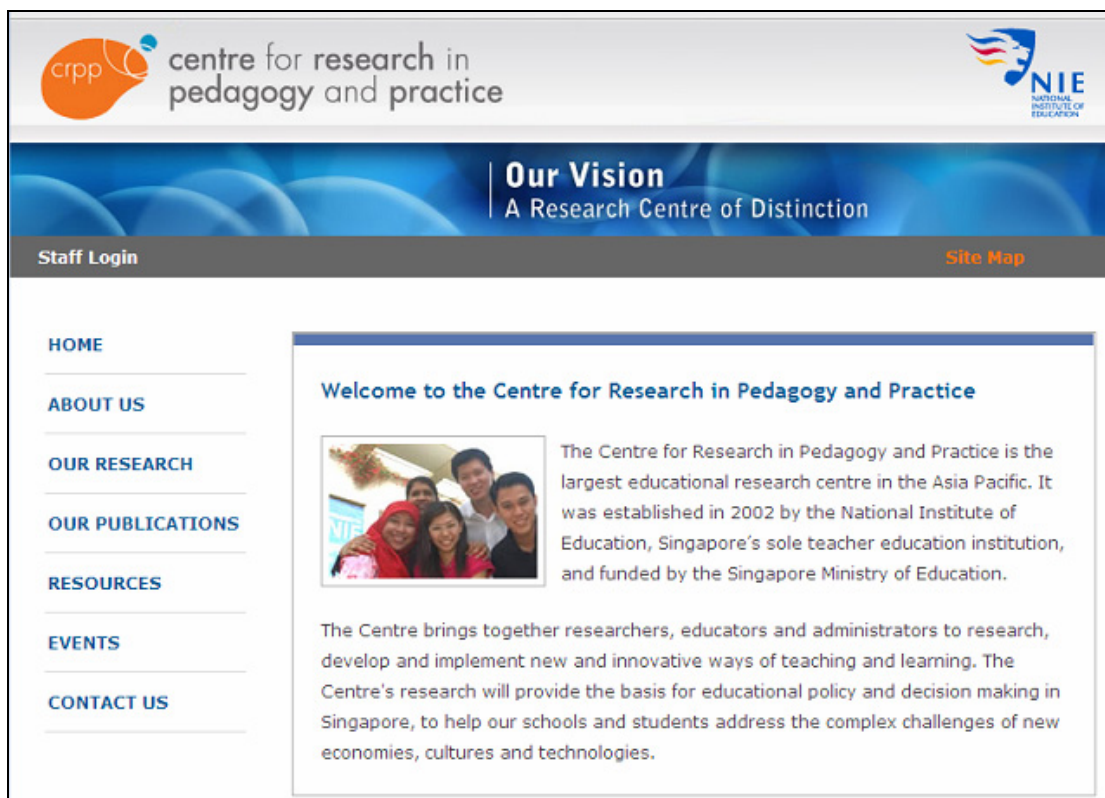 crpp
centre for research in
pedagogy and practice
NIE
NATIONAL
INSTITUTE OF
EDUCATION
Our Vision
A Research Centre of Distinction
Staff Login
Site Map
HOME
ABOUT US
OUR RESEARCH
OUR PUBLICATIONS
RESOURCES
EVENTS
CONTACT US
Welcome to the Centre for Research in Pedagogy and Practice
NIE
The Centre for Research in Pedagogy and Practice is the
largest educational research centre in the Asia Pacific. It
was established in 2002 by the National Institute of
Education, Singapore's sole teacher education institution,
and funded by the Singapore Ministry of Education.
The Centre brings together researchers, educators and administrators to research,
develop and implement new and innovative ways of teaching and learning. The
Centre's research will provide the basis for educational policy and decision making in
Singapore, to help our schools and students address the complex challenges of new
economies, cultures and technologies.